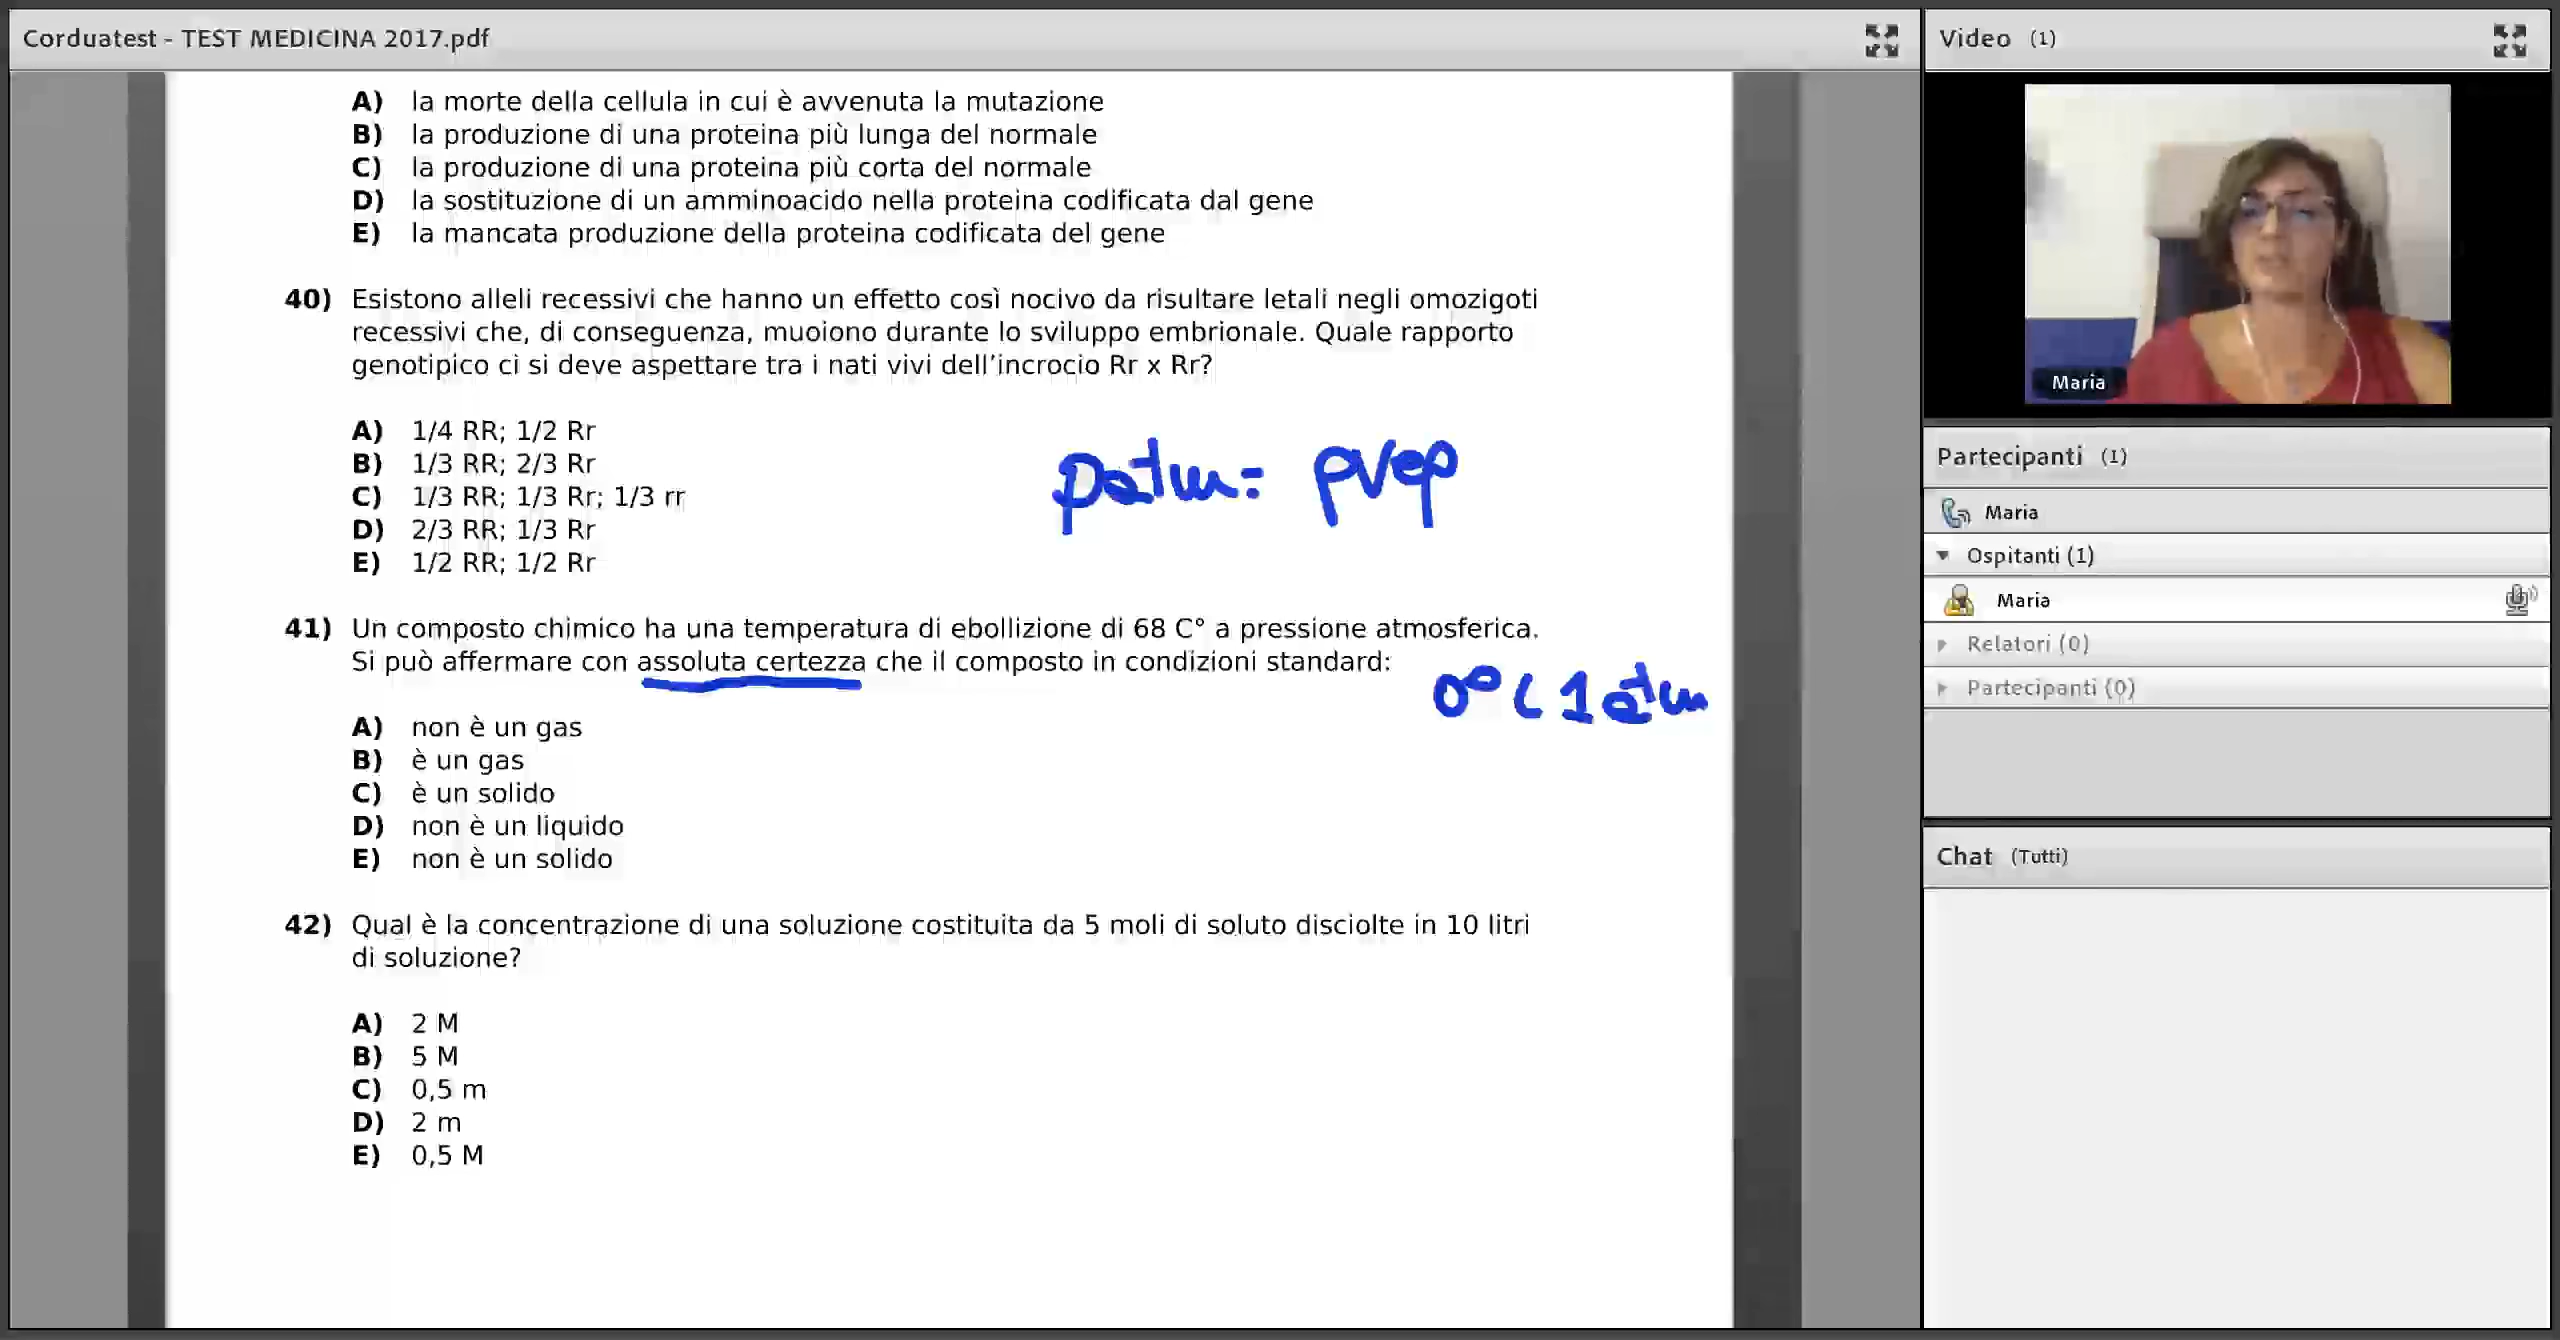 Corduatest - TEST MEDICINA 2017.pdf
A) la morte della cellula in cui è avvenuta la mutazione
B) la produzione di una proteina più lunga del normale
C) la produzione di una proteina più corta del normale
D) la sostituzione di un amminoacido nella proteina codificata dal gene
E) la mancata produzione della proteina codificata del gene
40) Esistono alleli recessivi che hanno un effetto così nocivo da risultare letali negli omozigoti
recessivi che, di conseguenza, muoiono durante lo sviluppo embrionale. Quale rapporto
genotipico ci si deve aspettare tra i nati vivi dell'incrocio Rr x Rr?
A) 1/4 RR; 1/2 Rr
B) 1/3 RR; 2/3 Rr
C) 1/3 RR; 1/3 Rr; 1/3 rr
D) 2/3 RR; 1/3 Rr
E) 1/2 RR; 1/2 Rr
patm = pvap
41) Un composto chimico ha una temperatura di ebollizione di 68 C° a pressione atmosferica.
Si può affermare con assoluta certezza che il composto in condizioni standard:
0°C 1 atm
A) non è un gas
B) è un gas
C) è un solido
D) non è un liquido
E) non è un solido
42) Qual è la concentrazione di una soluzione costituita da 5 moli di soluto disciolte in 10 litri
di soluzione?
A) 2 M
B) 5 M
C) 0,5 m
D) 2 m
E) 0,5 M
Video (1)
Maria
Partecipanti (1)
Maria
Ospitanti (1)
Maria
Relatori (0)
Partecipanti (0)
Chat (Tutti)